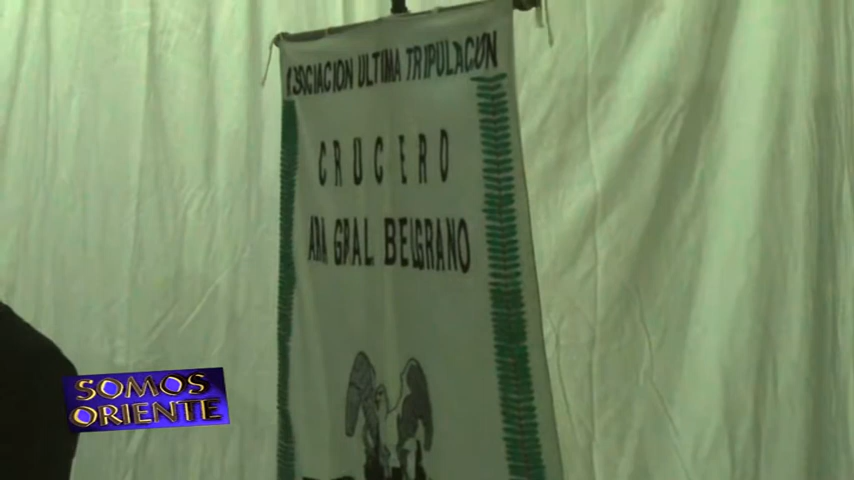 ASOCIACION ULTIMA TRIPULACION
CRUCERO
ARA GRAL BELGRANO
SOMOS
ORIENTE